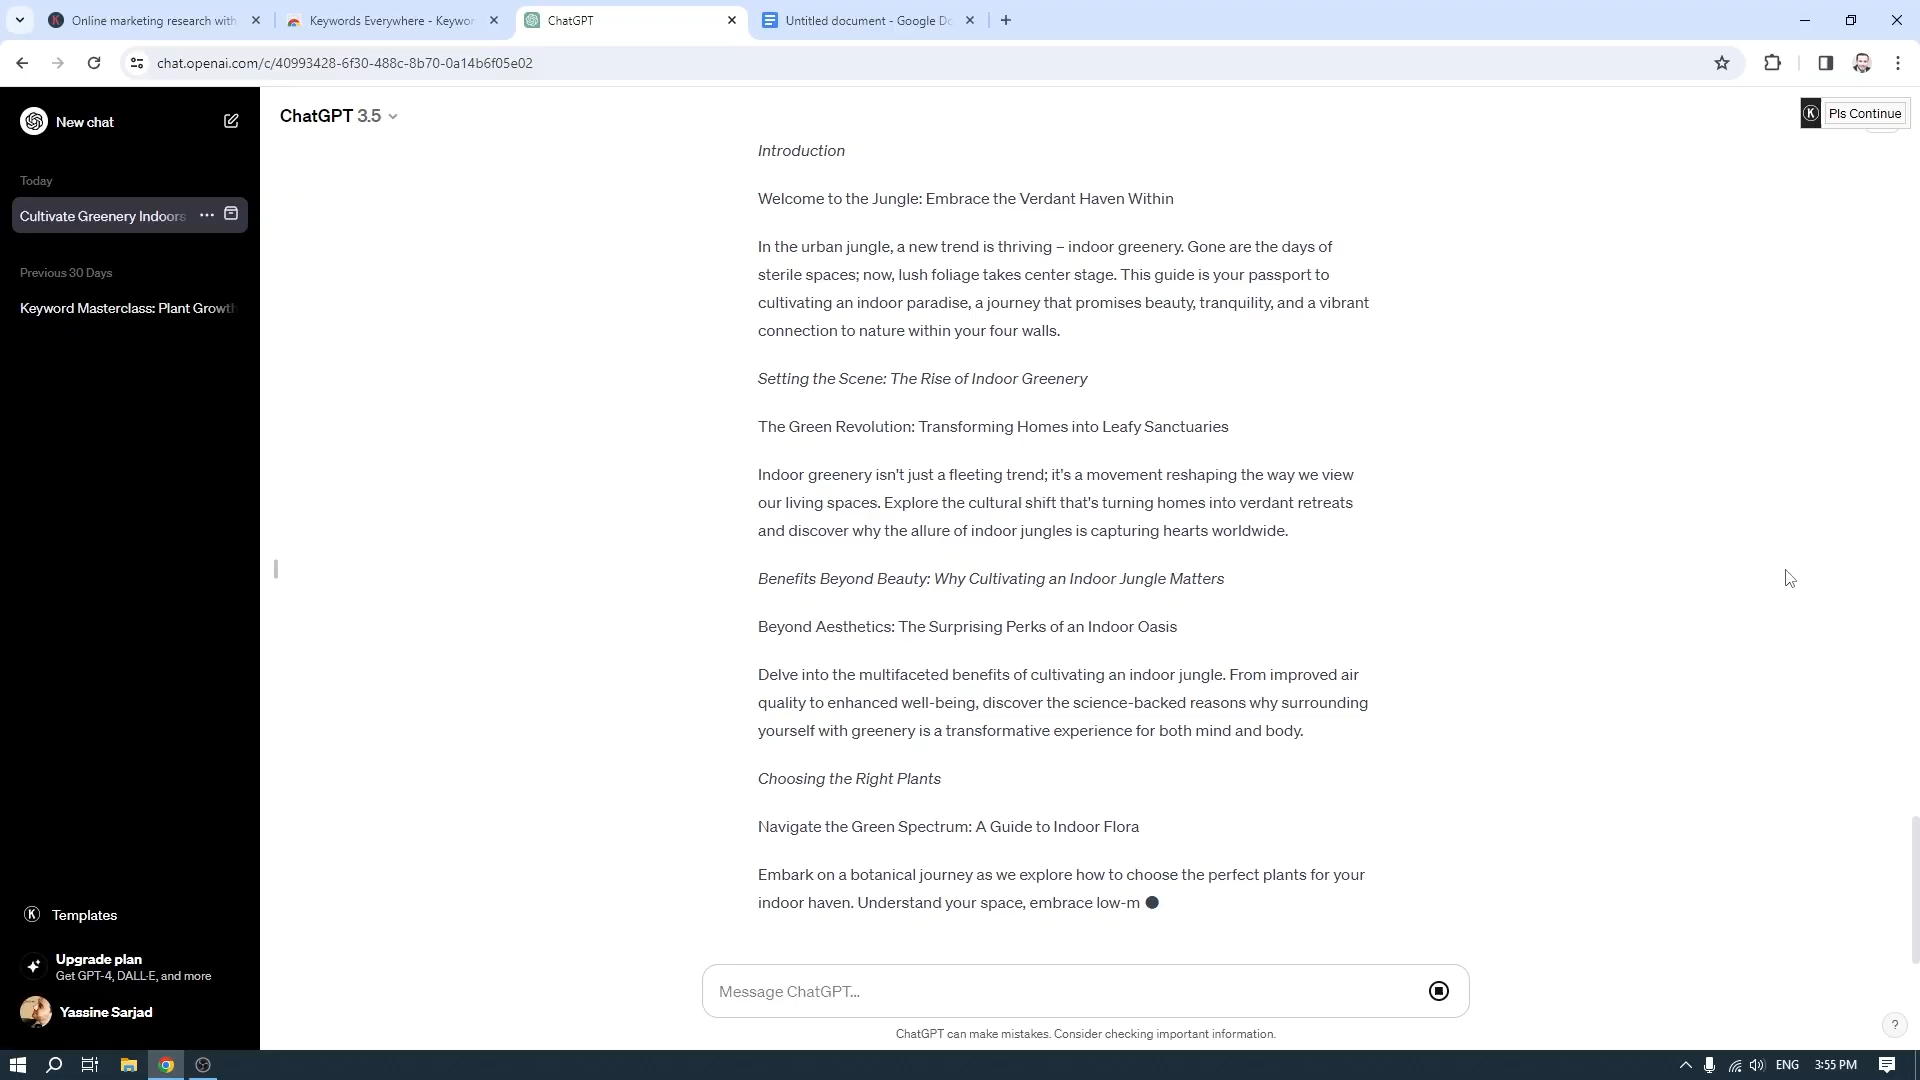 Online marketing research with
Keywords Everywhere - Keywor
ChatGPT
Untitled document - Google Do
chat.openai.com/c/40993428-6f30-488c-8b70-0a14b6f05e02
New chat
Today
Cultivate Greenery Indoors
Previous 30 Days
Keyword Masterclass: Plant Growth
Templates
Upgrade plan
Get GPT-4, DALL·E, and more
Yassine Sarjad
ChatGPT 3.5
K Pls Continue
Introduction
Welcome to the Jungle: Embrace the Verdant Haven Within
In the urban jungle, a new trend is thriving – indoor greenery. Gone are the days of
sterile spaces; now, lush foliage takes center stage. This guide is your passport to
cultivating an indoor paradise, a journey that promises beauty, tranquility, and a vibrant
connection to nature within your four walls.
Setting the Scene: The Rise of Indoor Greenery
The Green Revolution: Transforming Homes into Leafy Sanctuaries
Indoor greenery isn't just a fleeting trend; it's a movement reshaping the way we view
our living spaces. Explore the cultural shift that's turning homes into verdant retreats
and discover why the allure of indoor jungles is capturing hearts worldwide.
Benefits Beyond Beauty: Why Cultivating an Indoor Jungle Matters
Beyond Aesthetics: The Surprising Perks of an Indoor Oasis
Delve into the multifaceted benefits of cultivating an indoor jungle. From improved air
quality to enhanced well-being, discover the science-backed reasons why surrounding
yourself with greenery is a transformative experience for both mind and body.
Choosing the Right Plants
Navigate the Green Spectrum: A Guide to Indoor Flora
Embark on a botanical journey as we explore how to choose the perfect plants for your
indoor haven. Understand your space, embrace low-m
Message ChatGPT...
ChatGPT can make mistakes. Consider checking important information.
?
ENG
3:55 PM